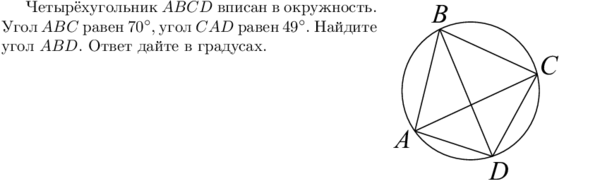 Четырёхугольник ABCD вписан в окружность.
Угол ABC равен 70°, угол CAD равен 49°. Найдите
угол ABD. Ответ дайте в градусах.
B
C
A
D